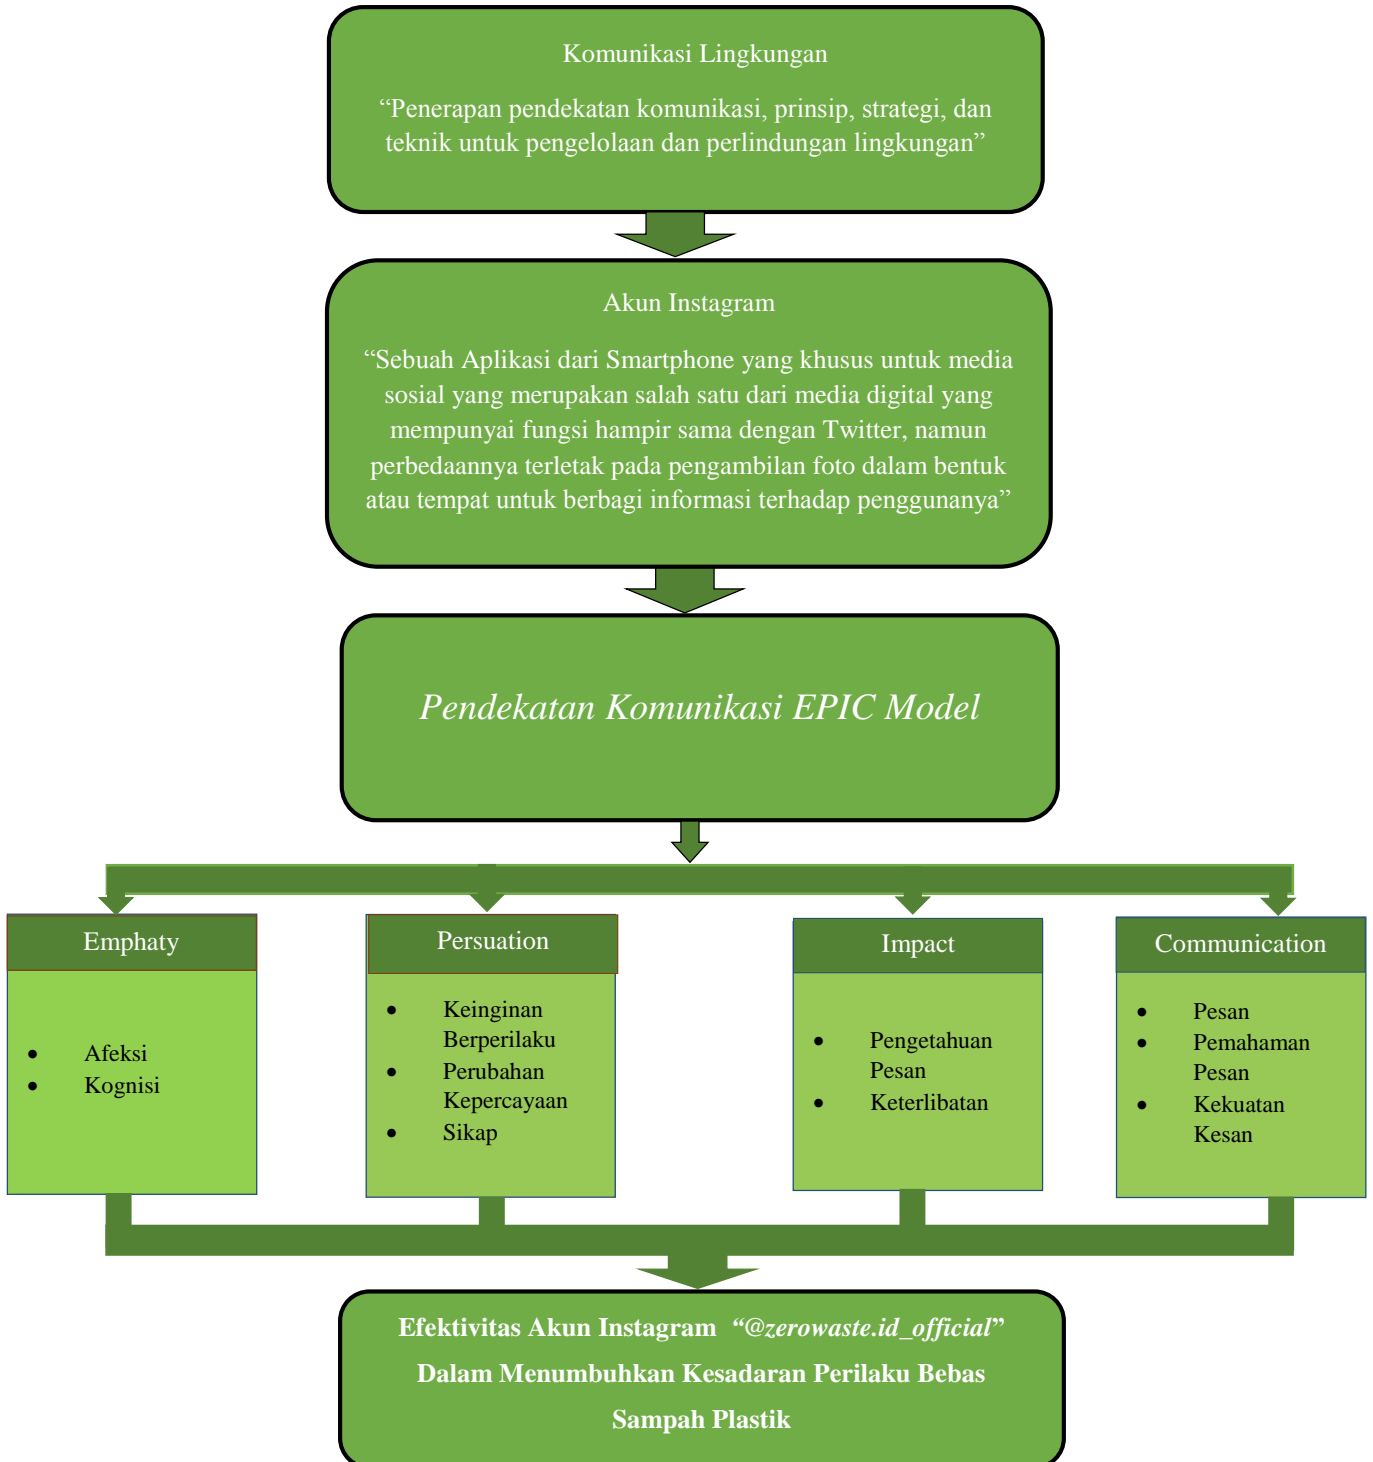 Komunikasi Lingkungan
“Penerapan pendekatan komunikasi, prinsip, strategi, dan
teknik untuk pengelolaan dan perlindungan lingkungan”
Akun Instagram
“Sebuah Aplikasi dari Smartphone yang khusus untuk media
sosial yang merupakan salah satu dari media digital yang
mempunyai fungsi hampir sama dengan Twitter, namun
perbedaannya terletak pada pengambilan foto dalam bentuk
atau tempat untuk berbagi informasi terhadap penggunanya”
Pendekatan Komunikasi EPIC Model
Emphaty
• Afeksi
• Kognisi
Persuation
• Keinginan
Berperilaku
• Perubahan
Kepercayaan
• Sikap
Impact
• Pengetahuan
Pesan
• Keterlibatan
Communication
• Pesan
• Pemahaman
Pesan
• Kekuatan
Kesan
Efektivitas Akun Instagram “@zerowaste.id_official”
Dalam Menumbuhkan Kesadaran Perilaku Bebas
Sampah Plastik